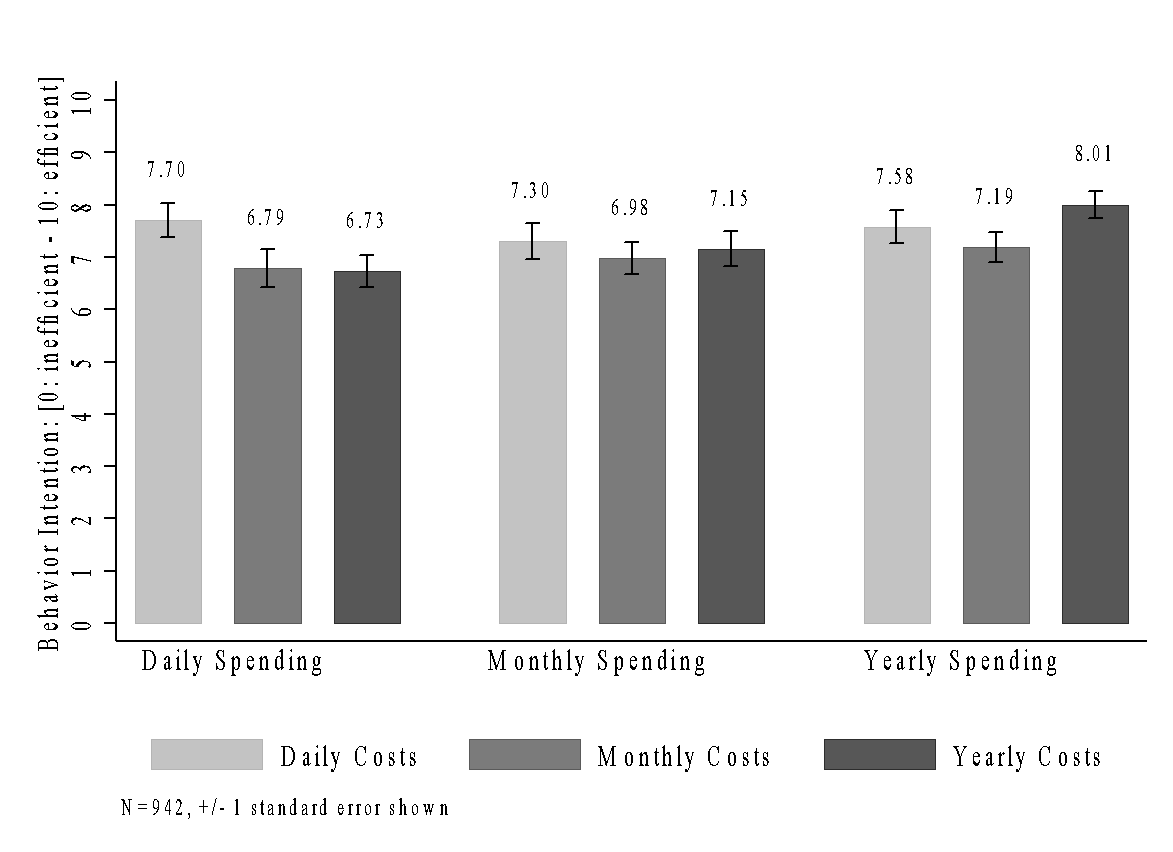 Behavior Intention: [0: inefficient - 10: efficient]
10
9
8
7
6
5
4
3
2
1
0
7.70
6.79
6.73
7.30
6.98
7.15
7.58
7.19
8.01
Daily Spending
Monthly Spending
Yearly Spending
Daily Costs
Monthly Costs
Yearly Costs
N=942, +/- 1 standard error shown